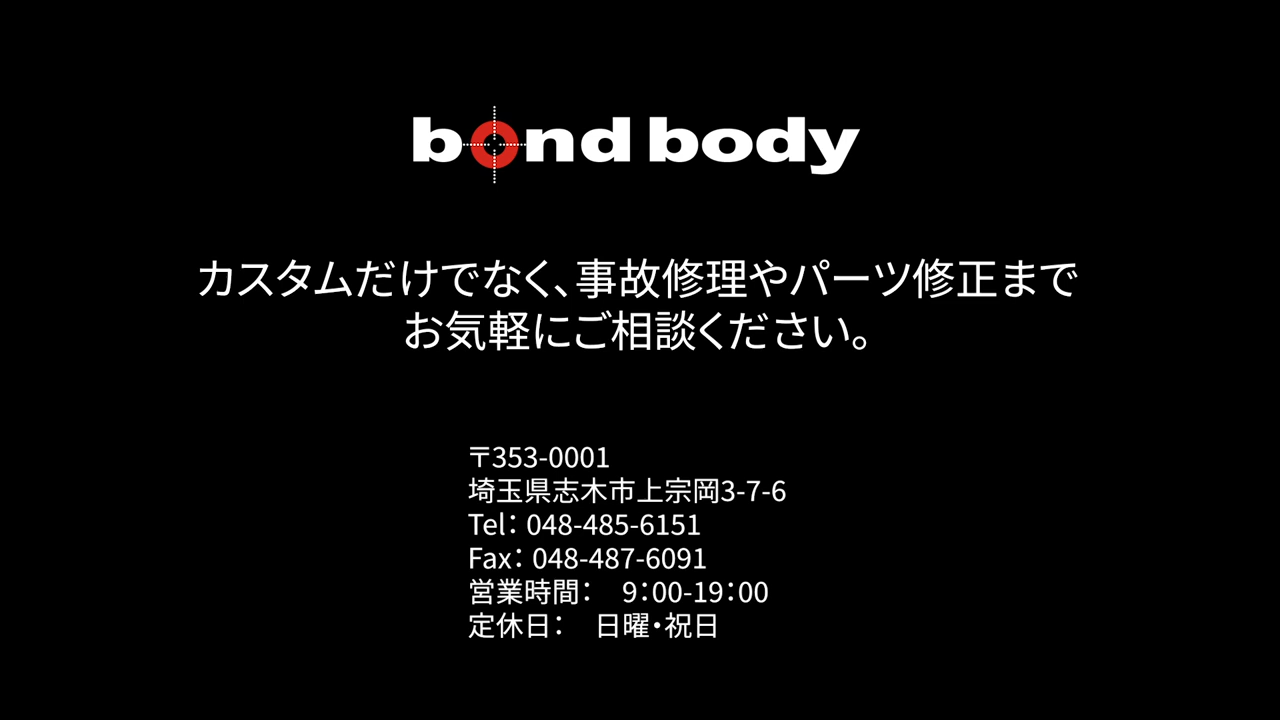 bond body
カスタムだけでなく、事故修理やパーツ修正まで
お気軽にご相談ください。
〒353-0001
埼玉県志木市上宗岡3-7-6
Tel： 048-485-6151
Fax： 048-487-6091
営業時間：　9：00-19：00
定休日：　日曜・祝日